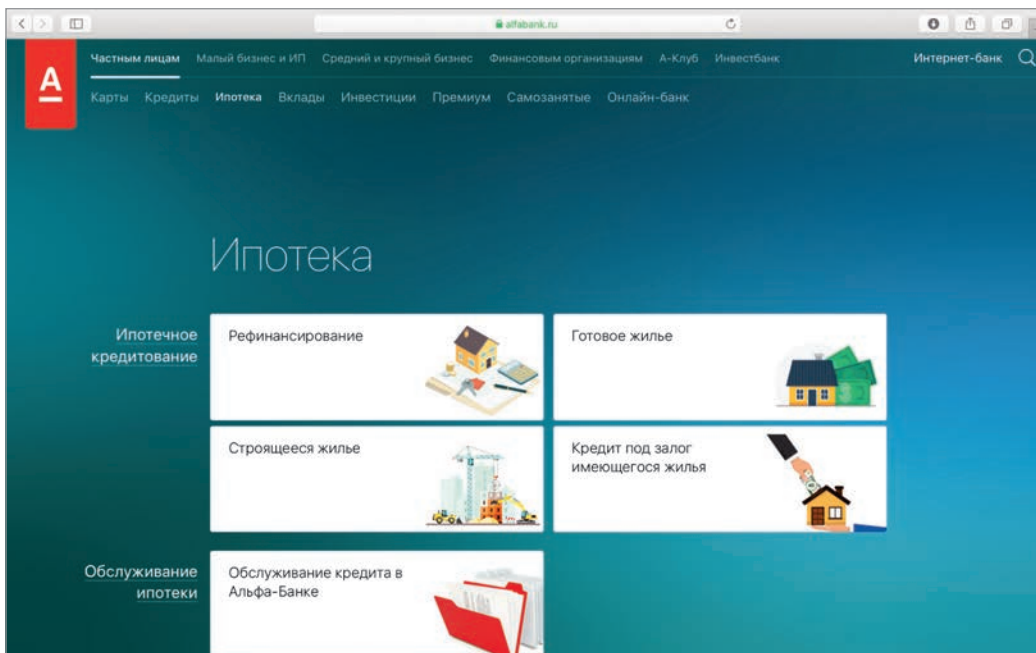 alfabank.ru
А
Частным лицам Малый бизнес и ИП Средний и крупный бизнес Финансовым организациям А-Клуб Инвестбанк Интернет-банк
Карты Кредиты Ипотека Вклады Инвестиции Премиум Самозанятые Онлайн-банк
Ипотека
Ипотечное
кредитование
Рефинансирование
Готовое жилье
Строящееся жилье
Кредит под залог
имеющегося жилья
Обслуживание
ипотеки
Обслуживание кредита в
Альфа-Банке